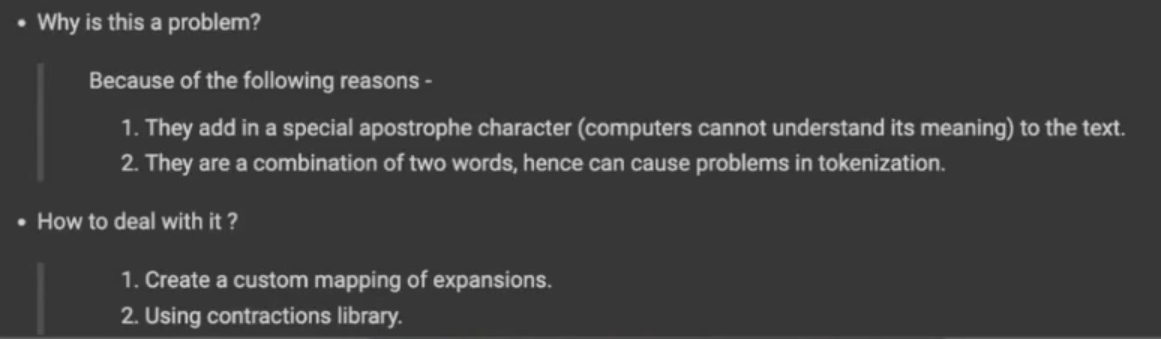 • Why is this a problem?
Because of the following reasons -
1. They add in a special apostrophe character (computers cannot understand its meaning) to the text.
2. They are a combination of two words, hence can cause problems in tokenization.
• How to deal with it ?
1. Create a custom mapping of expansions.
2. Using contractions library.